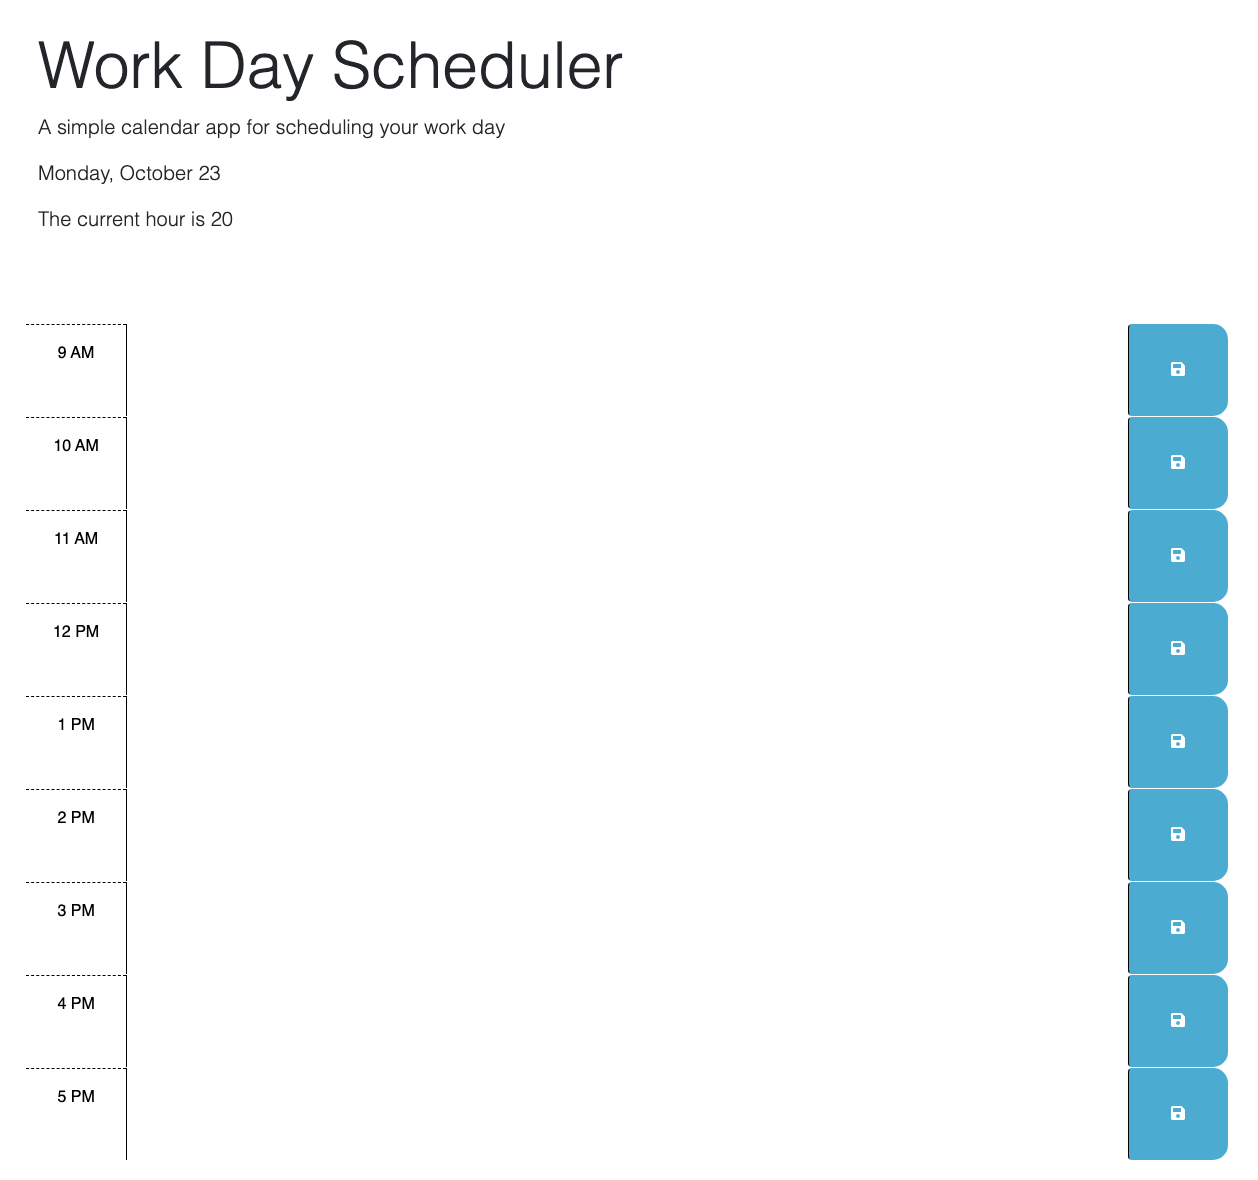 Work Day Scheduler
A simple calendar app for scheduling your work day
Monday, October 23
The current hour is 20
9 AM
10 AM
11 AM
12 PM
1 PM
2 PM
3 PM
4 PM
5 PM